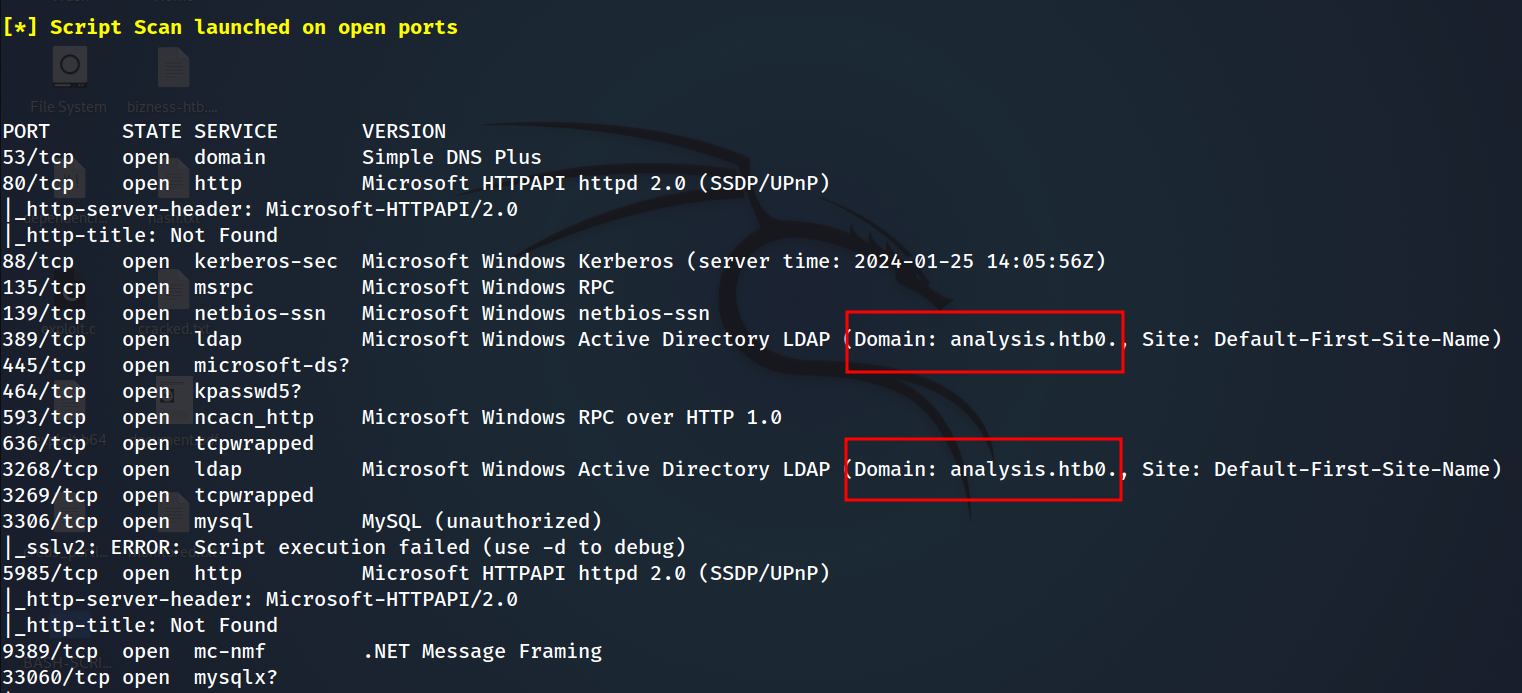 [*] Script Scan launched on open ports
File System bizness-htb....
PORT      STATE SERVICE       VERSION
53/tcp    open  domain        Simple DNS Plus
80/tcp    open  http          Microsoft HTTPAPI httpd 2.0 (SSDP/UPnP)
|_http-server-header: Microsoft-HTTPAPI/2.0
|_http-title: Not Found
88/tcp    open  kerberos-sec  Microsoft Windows Kerberos (server time: 2024-01-25 14:05:56Z)
135/tcp   open  msrpc         Microsoft Windows RPC
139/tcp   open  netbios-ssn   Microsoft Windows netbios-ssn
exploit.c cracked.txt
389/tcp   open  ldap          Microsoft Windows Active Directory LDAP (Domain: analysis.htb0., Site: Default-First-Site-Name)
445/tcp   open  microsoft-ds?
464/tcp   open  kpasswd5?
593/tcp   open  ncacn_http    Microsoft Windows RPC over HTTP 1.0
636/tcp   open  tcpwrapped
3268/tcp  open  ldap          Microsoft Windows Active Directory LDAP (Domain: analysis.htb0., Site: Default-First-Site-Name)
3269/tcp  open  tcpwrapped
3306/tcp  open  mysql         MySQL (unauthorized)
|_sslv2: ERROR: Script execution failed (use -d to debug)
5985/tcp  open  http          Microsoft HTTPAPI httpd 2.0 (SSDP/UPnP)
|_http-server-header: Microsoft-HTTPAPI/2.0
|_http-title: Not Found
9389/tcp  open  mc-nmf        .NET Message Framing
BASH-SCRI...
33060/tcp open  mysqlx?